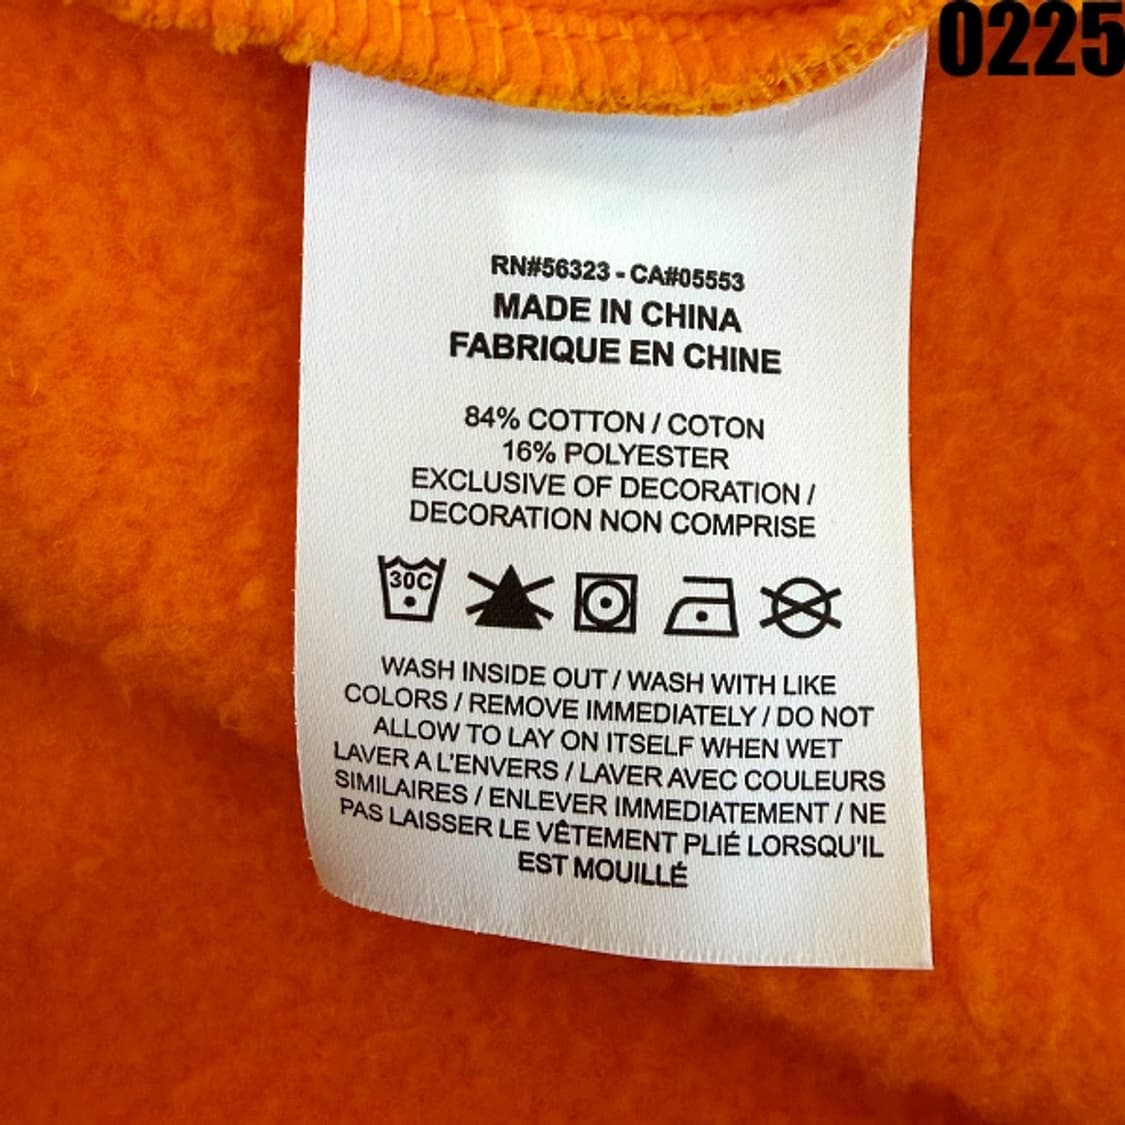 0225
RN#56323 - CA#05553
MADE IN CHINA
FABRIQUE EN CHINE
84% COTTON / COTON
16% POLYESTER
EXCLUSIVE OF DECORATION /
DECORATION NON COMPRISE
30C
WASH INSIDE OUT / WASH WITH LIKE
COLORS / REMOVE IMMEDIATELY / DO NOT
ALLOW TO LAY ON ITSELF WHEN WET
LAVER A L'ENVERS / LAVER AVEC COULEURS
SIMILAIRES / ENLEVER IMMEDIATEMENT / NE
PAS LAISSER LE VÊTEMENT PLIÉ LORSQU'IL
EST MOUILLÉ